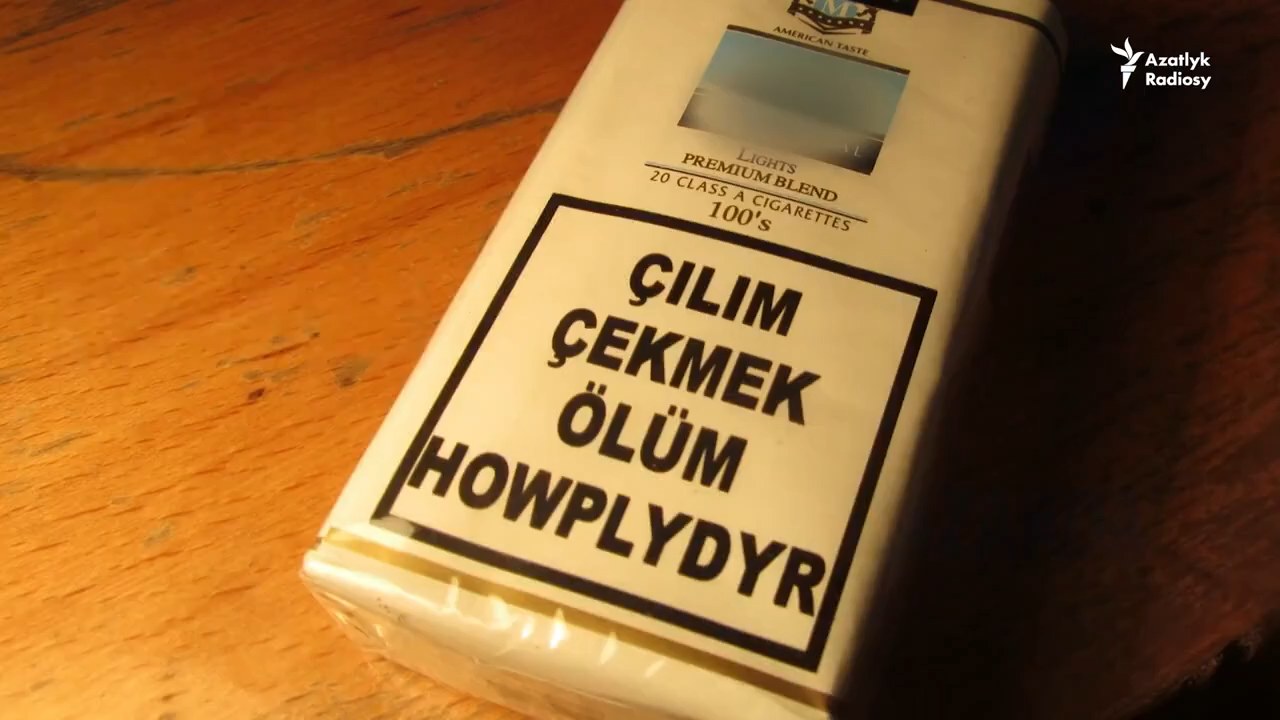 M
AMERICAN TASTE
LIGHTS
PREMIUM BLEND
20 CLASS A CIGARETTES
100's
ÇILIM
ÇEKMEK
ÖLÜM
HOWPLYDYR
Azatlyk
Radiosy